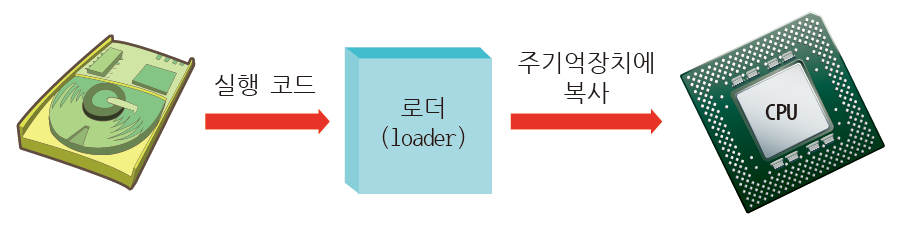 실행 코드
로더
(loader)
주기억장치에
복사
CPU